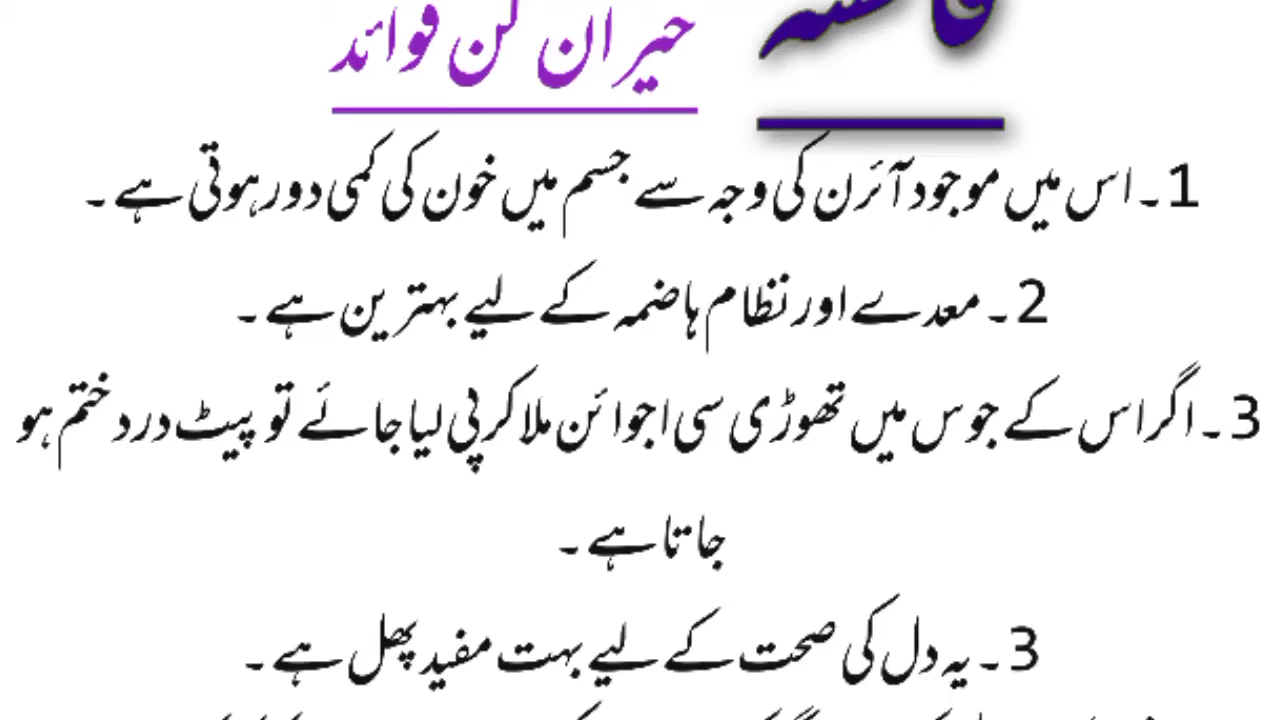 حیران کن فوائد
1۔اس میں موجود آئرن کی وجہ سے جسم میں خون کی کمی دور ہوتی ہے ۔
2۔ معدے اور نظام ہاضمہ کے لیے بہترین ہے ۔
3۔اگر اس کے جوس میں تھوڑی سی اجوائن ملا کر پی لیا جائے تو پیٹ درد ختم ہو
جاتا ہے ۔
3۔ یہ دل کی صحت کے لیے بہت مفید پھل ہے ۔